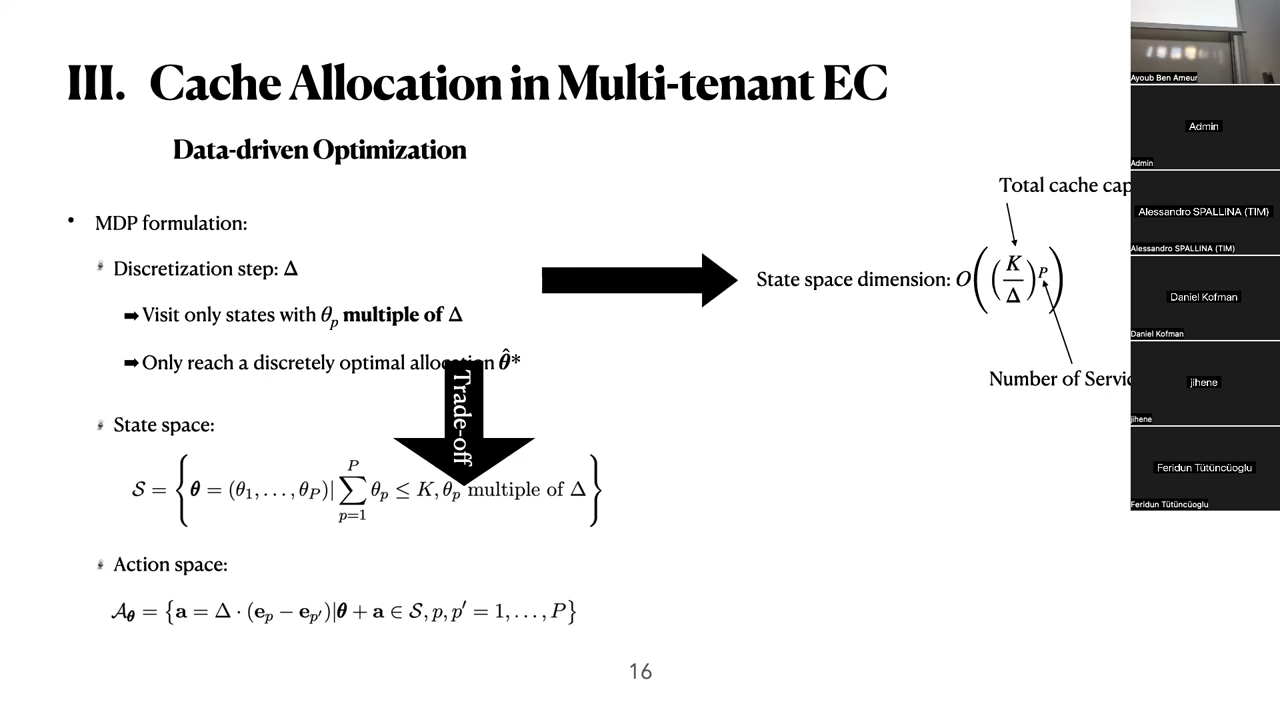 III. Cache Allocation in Multi-tenant EC
Data-driven Optimization
• MDP formulation:
Discretization step: Δ
➡ Visit only states with θ_p multiple of Δ
➡ Only reach a discretely optimal allocation θ̂*
Trade-off
State space:
𝒮 = { θ = (θ_1, . . . , θ_P) | ∑_{p=1}^{P} θ_p ≤ K, θ_p multiple of Δ }
Action space:
𝒜_θ = {a = Δ · (e_p − e_{p′}) | θ + a ∈ 𝒮, p, p′ = 1, . . . , P}
Total cache cap
State space dimension: O((K/Δ)^P)
Number of Servic
16
Ayoub Ben Ameur
Admin
Admin
Alessandro SPALLINA (TIM)
Alessandro SPALLINA (TIM)
Daniel Kofman
Daniel Kofman
jihene
jihene
Feridun Tütüncüoglu
Feridun Tütüncüoglu